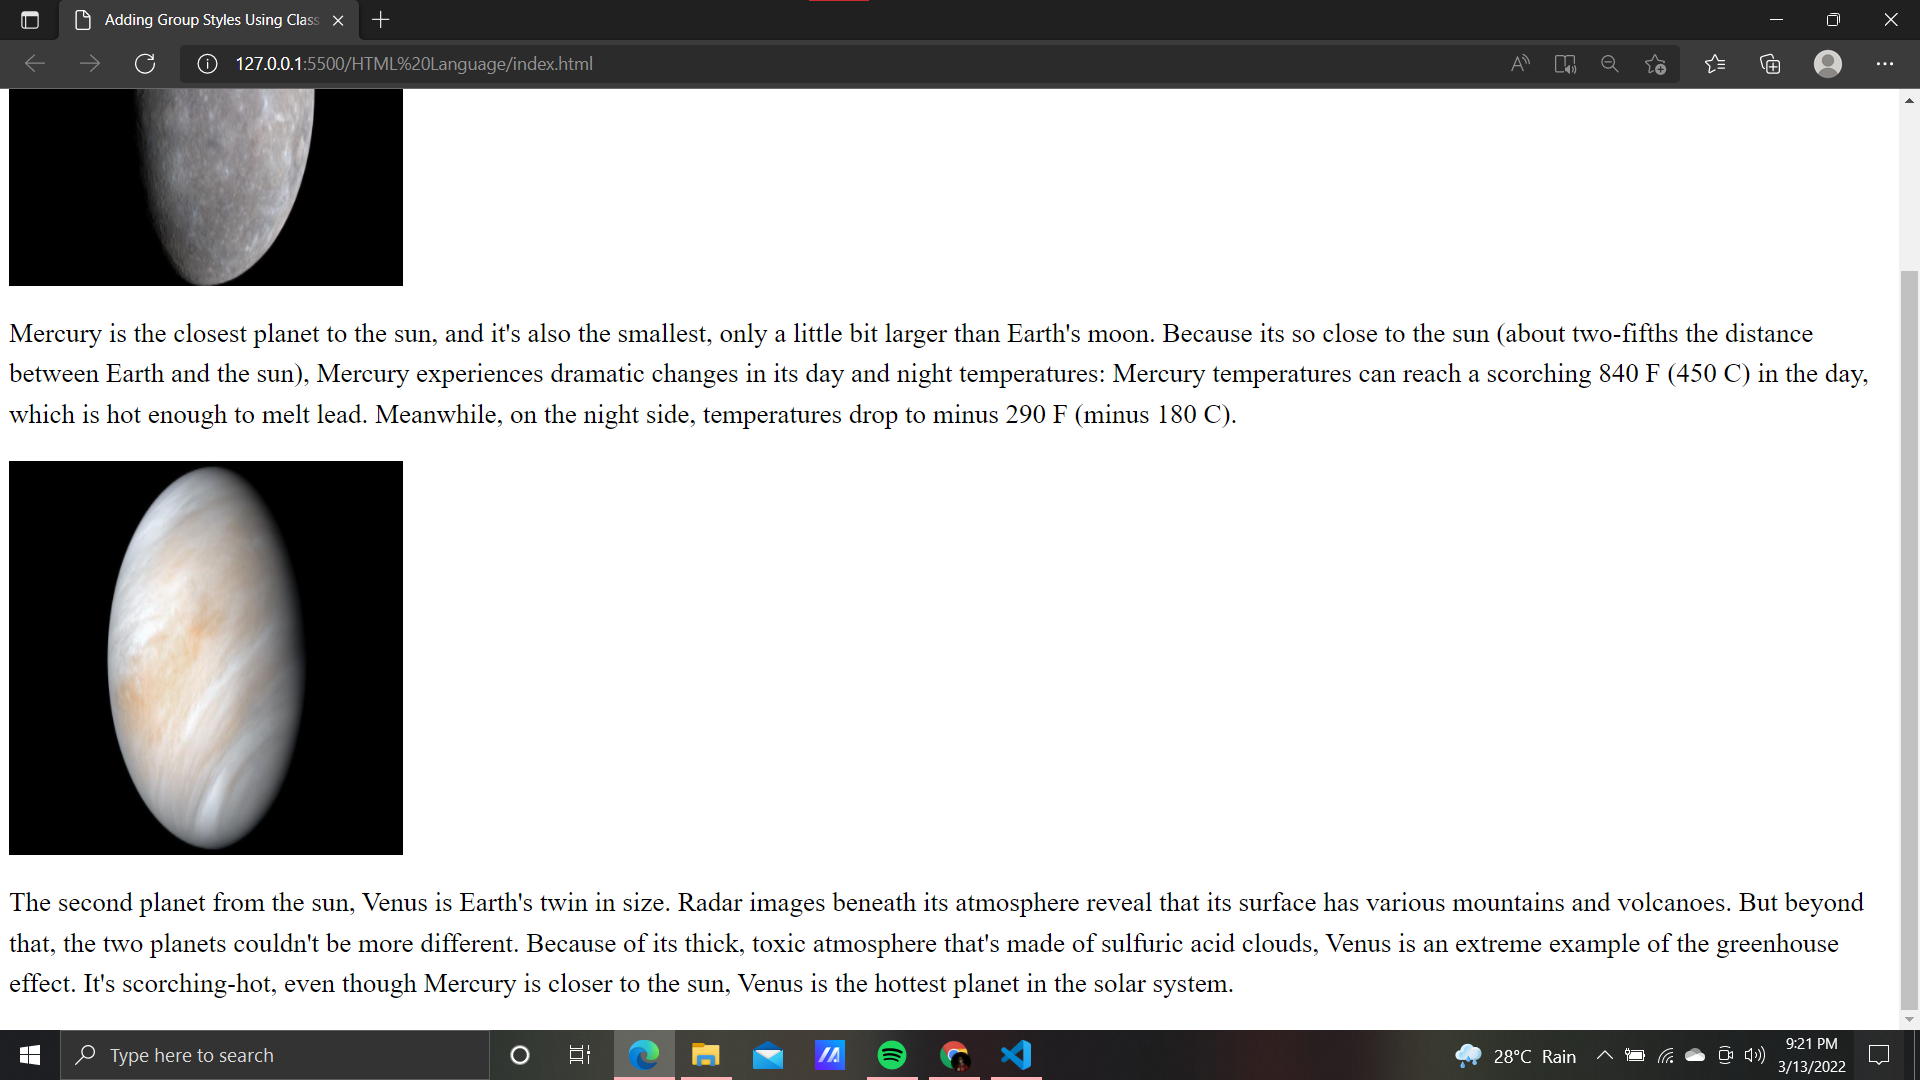 Adding Group Styles Using Class
127.0.0.1:5500/HTML%20Language/index.html
Mercury is the closest planet to the sun, and it's also the smallest, only a little bit larger than Earth's moon. Because its so close to the sun (about two-fifths the distance
between Earth and the sun), Mercury experiences dramatic changes in its day and night temperatures: Mercury temperatures can reach a scorching 840 F (450 C) in the day,
which is hot enough to melt lead. Meanwhile, on the night side, temperatures drop to minus 290 F (minus 180 C).
The second planet from the sun, Venus is Earth's twin in size. Radar images beneath its atmosphere reveal that its surface has various mountains and volcanoes. But beyond
that, the two planets couldn't be more different. Because of its thick, toxic atmosphere that's made of sulfuric acid clouds, Venus is an extreme example of the greenhouse
effect. It's scorching-hot, even though Mercury is closer to the sun, Venus is the hottest planet in the solar system.
Type here to search
28°C Rain
9:21 PM
3/13/2022